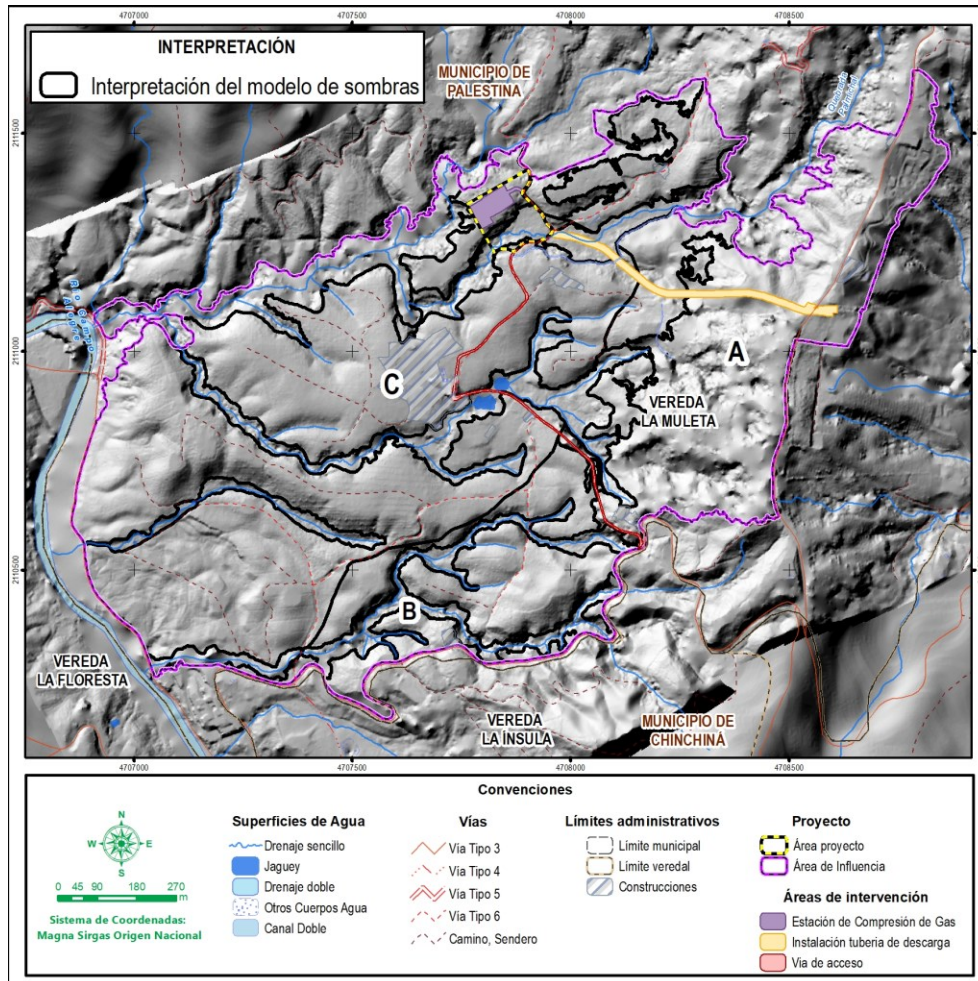 4707000
4707500
4708000
4708500
2111500
2111000
2110500
INTERPRETACIÓN
Interpretación del modelo de sombras
MUNICIPIO DE
PALESTINA
Quebrada
A
C
B
VEREDA
LA MULETA
VEREDA
LA FLORESTA
VEREDA
LA ÍNSULA
MUNICIPIO DE
CHINCHINÁ
Convenciones
N
W
E
S
0 45 90 180 270
m
Sistema de Coordenadas:
Magna Sirgas Origen Nacional
Superficies de Agua
Drenaje sencillo
Jaguey
Drenaje doble
Otros Cuerpos Agua
Canal Doble
Vías
Vía Tipo 3
Vía Tipo 4
Vía Tipo 5
Vía Tipo 6
Camino, Sendero
Límites administrativos
Límite municipal
Límite veredal
Construcciones
Proyecto
Área proyecto
Área de Influencia
Áreas de intervención
Estación de Compresión de Gas
Instalación tuberia de descarga
Via de acceso